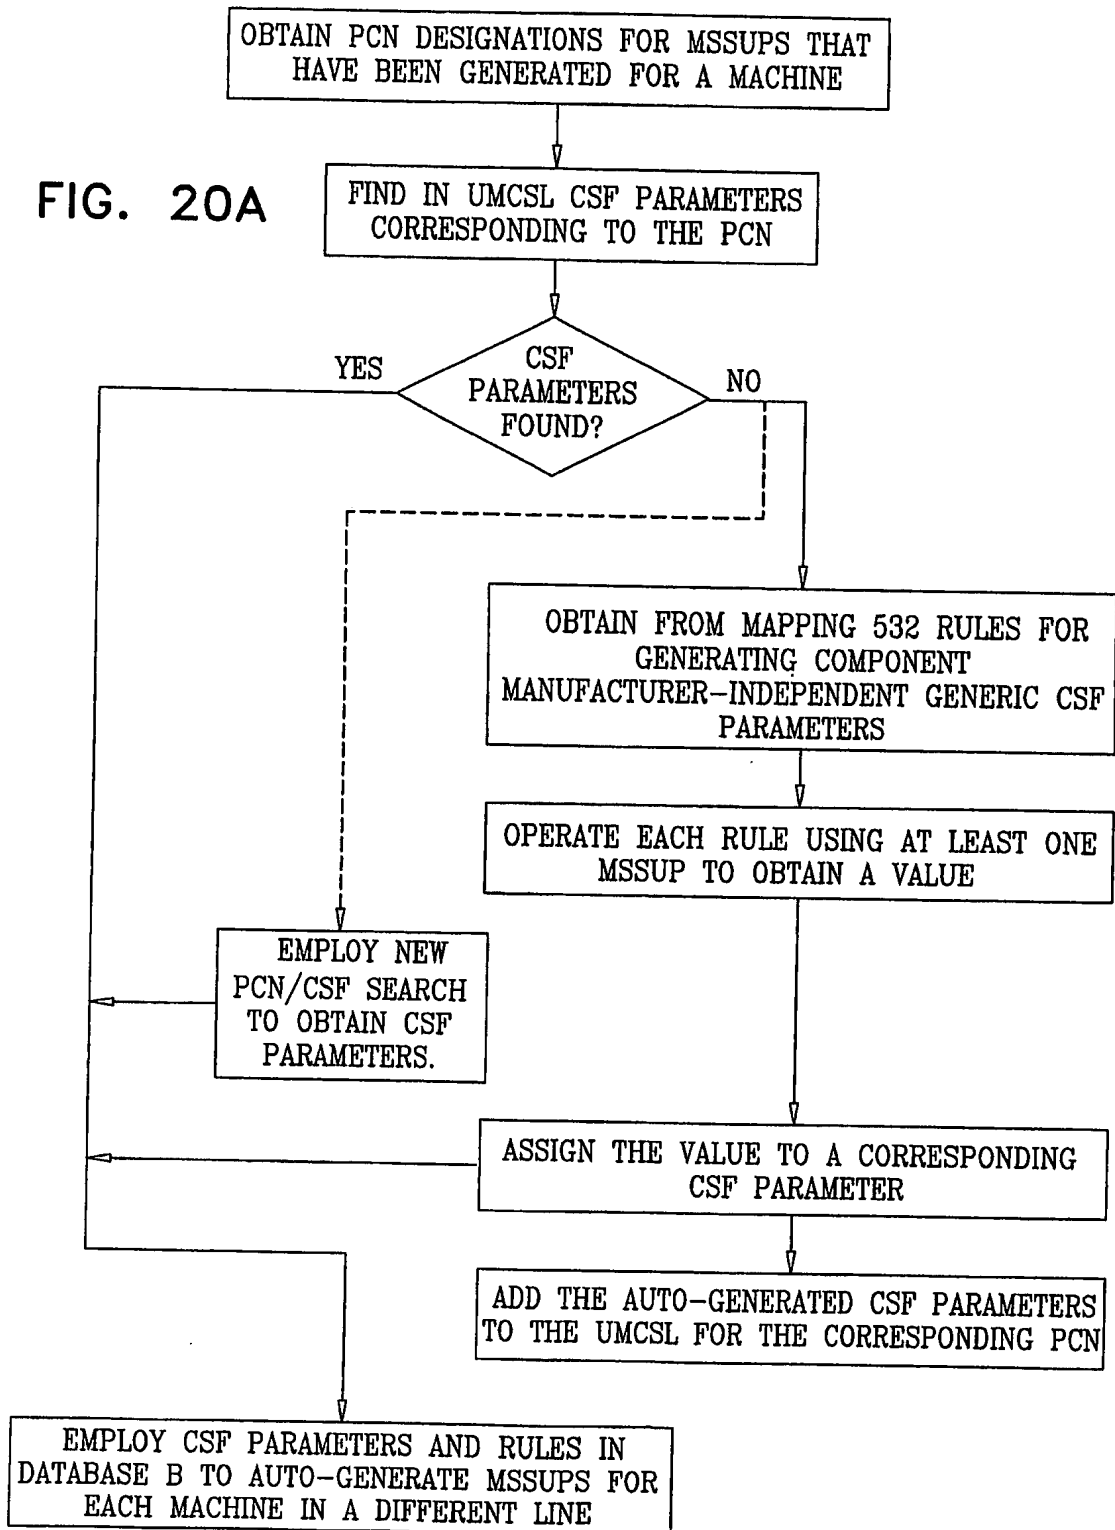 OBTAIN PCN DESIGNATIONS FOR MSSUPS THAT
HAVE BEEN GENERATED FOR A MACHINE
FIG. 20A
FIND IN UMCSL CSF PARAMETERS
CORRESPONDING TO THE PCN
YES
CSF
PARAMETERS
FOUND?
NO
OBTAIN FROM MAPPING 532 RULES FOR
GENERATING COMPONENT
MANUFACTURER-INDEPENDENT GENERIC CSF
PARAMETERS
OPERATE EACH RULE USING AT LEAST ONE
MSSUP TO OBTAIN A VALUE
EMPLOY NEW
PCN/CSF SEARCH
TO OBTAIN CSF
PARAMETERS.
ASSIGN THE VALUE TO A CORRESPONDING
CSF PARAMETER
ADD THE AUTO-GENERATED CSF PARAMETERS
TO THE UMCSL FOR THE CORRESPONDING PCN
EMPLOY CSF PARAMETERS AND RULES IN
DATABASE B TO AUTO-GENERATE MSSUPS FOR
EACH MACHINE IN A DIFFERENT LINE